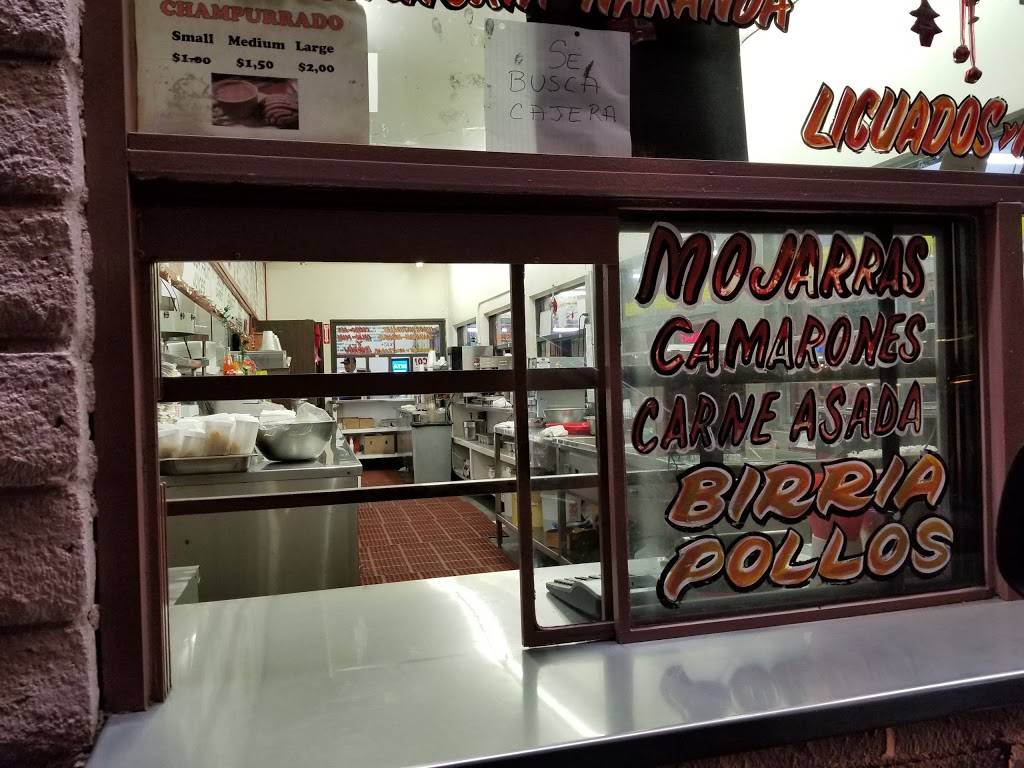 NARANJA
CHAMPURRADO
Small Medium Large
$1.00 $1,50 $2,00
SE
BUSCA
CAJERA
LICUADOS
MOJARRAS
CAMARONES
CARNE ASADA
BIRRIA
POLLOS